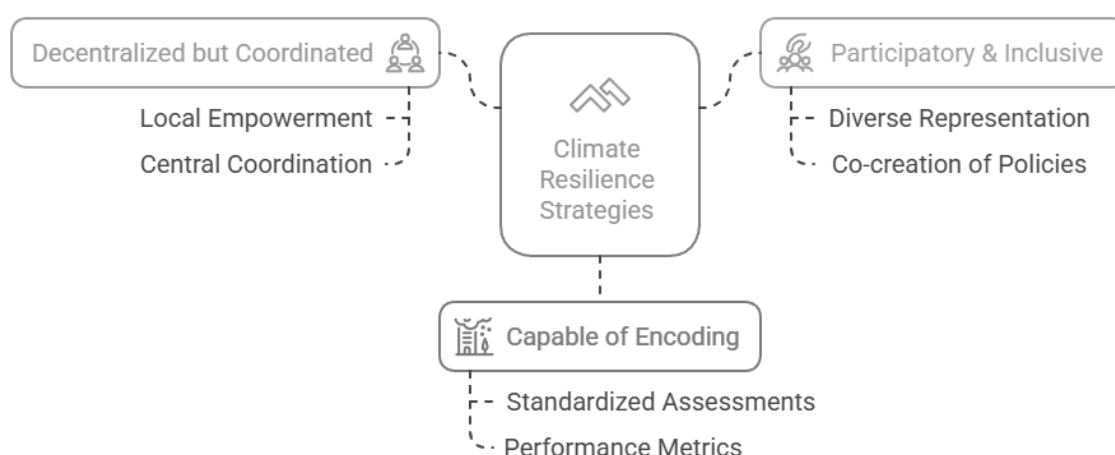 Decentralized but Coordinated
Local Empowerment
Central Coordination
Climate
Resilience
Strategies
Participatory & Inclusive
Diverse Representation
Co-creation of Policies
Capable of Encoding
Standardized Assessments
Performance Metrics